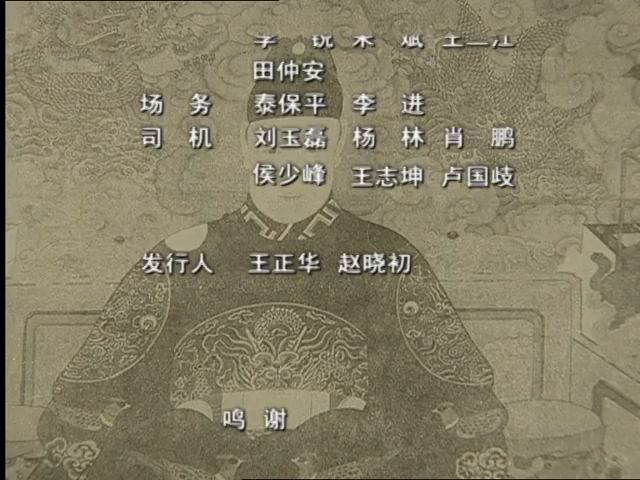 田仲安
场 务 泰保平 李 进
司 机 刘玉磊 杨 林 肖 鹏
侯少峰 王志坤 卢国歧
发行人 王正华 赵晓初
鸣 谢